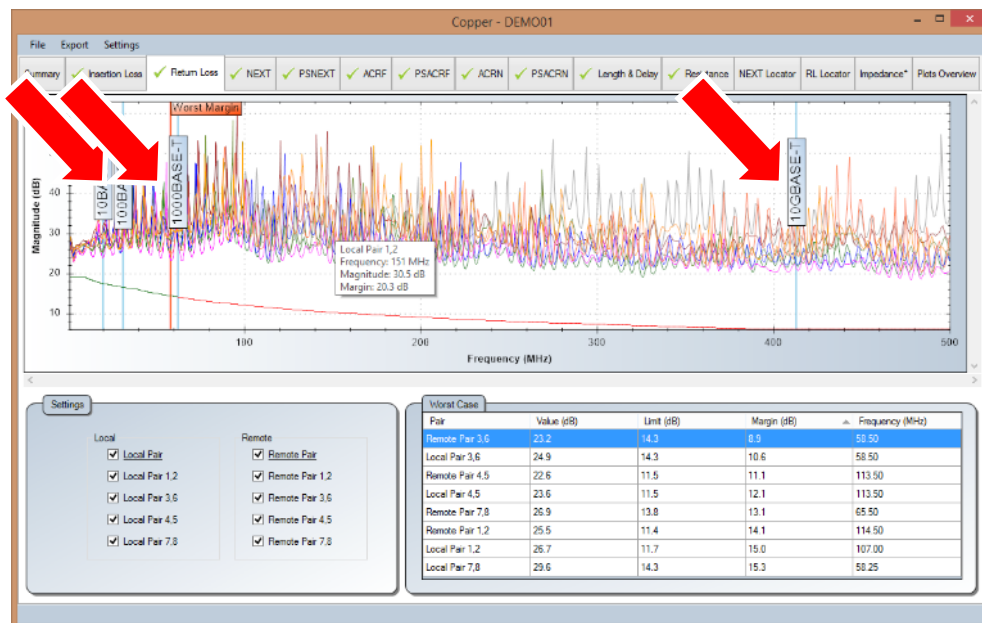 Copper - DEMO01
File Export Settings
Summary Insertion Loss Return Loss NEXT PSNEXT ACRF PSACRF ACRN PSACRN Length & Delay Resistance NEXT Locator RL Locator Impedance* Plots Overview
Worst Margin
1000BASE-T
10GBASE-T
Magnitude (dB)
40
30
20
10
Local Pair 1,2
Frequency: 151 MHz
Magnitude: 30.5 dB
Margin: 20.3 dB
100 200 300 400 500
Frequency (MHz)
Settings
Local Remote
Local Pair Remote Pair
Local Pair 1,2 Remote Pair 1,2
Local Pair 3,6 Remote Pair 3,6
Local Pair 4,5 Remote Pair 4,5
Local Pair 7,8 Remote Pair 7,8
Worst Case
Pair Value (dB) Limit (dB) Margin (dB) Frequency (MHz)
Remote Pair 3,6 23.2 14.3 8.9 58.50
Local Pair 3,6 24.9 14.3 10.6 58.50
Remote Pair 4,5 22.6 11.5 11.1 113.50
Local Pair 4,5 23.6 11.5 12.1 113.50
Remote Pair 7,8 26.9 13.8 13.1 65.50
Remote Pair 1,2 25.5 11.4 14.1 114.50
Local Pair 1,2 26.7 11.7 15.0 107.00
Local Pair 7,8 29.6 14.3 15.3 58.25